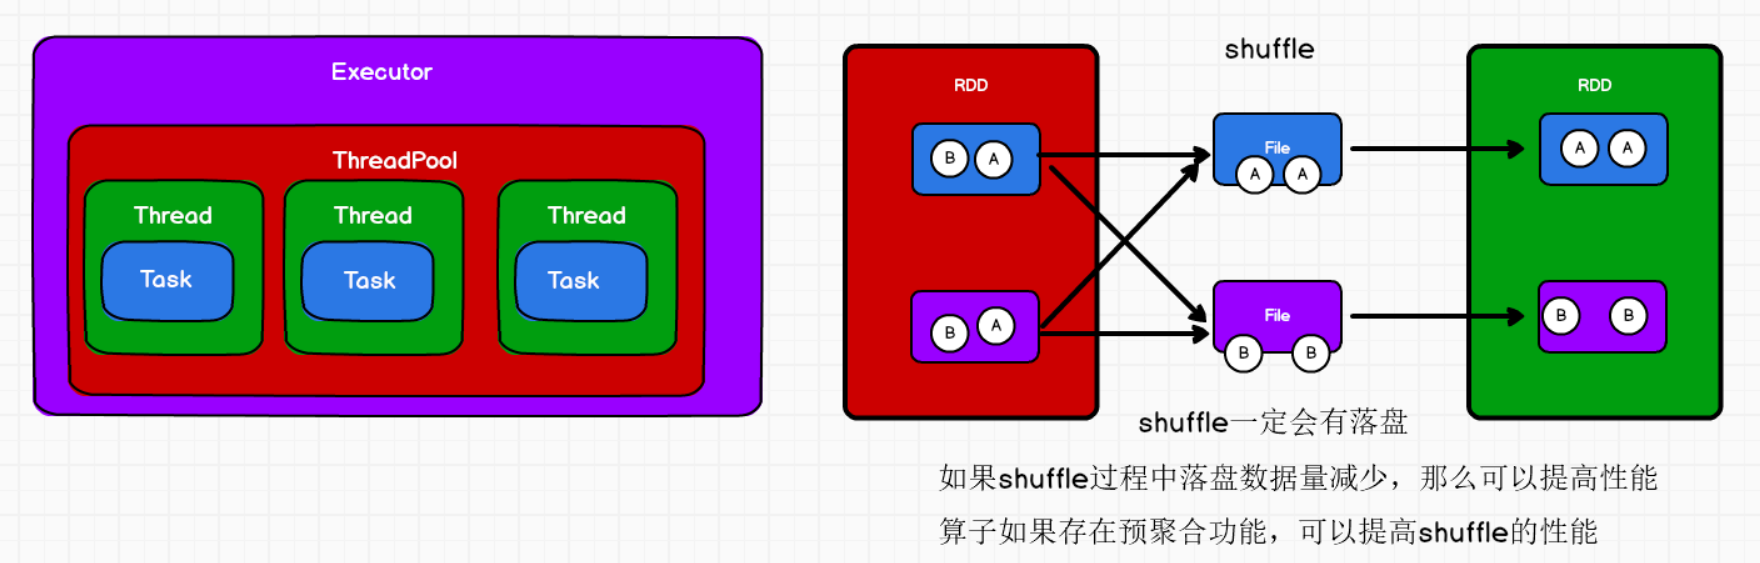 Executor
ThreadPool
Thread
Thread
Thread
Task
Task
Task
shuffle
RDD
B A
B A
File
A A
File
B B
RDD
A A
B B
shuffle一定会有落盘
如果shuffle过程中落盘数据量减少，那么可以提高性能
算子如果存在预聚合功能，可以提高shuffle的性能